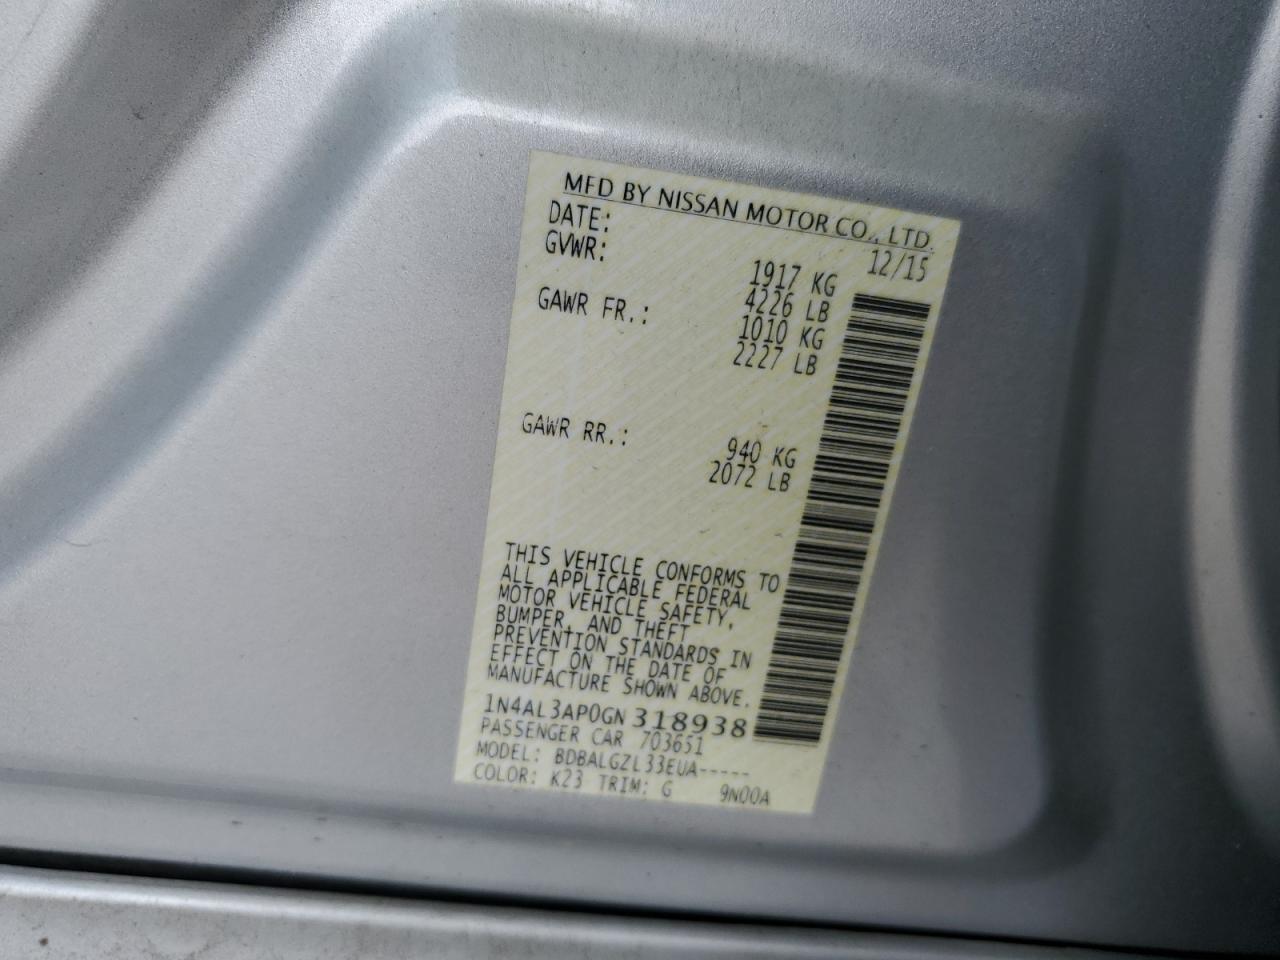 MFD BY NISSAN MOTOR CO., LTD.
DATE: 12/15
GVWR: 1917 KG
4226 LB
GAWR FR.: 1010 KG
2227 LB
GAWR RR.: 940 KG
2072 LB
THIS VEHICLE CONFORMS TO
ALL APPLICABLE FEDERAL
MOTOR VEHICLE SAFETY,
BUMPER, AND THEFT
PREVENTION STANDARDS IN
EFFECT ON THE DATE OF
MANUFACTURE SHOWN ABOVE.
1N4AL3AP0GN318938
PASSENGER CAR 703651
MODEL: BDBALGZL33EUA-----
COLOR: K23 TRIM: G 9N00A